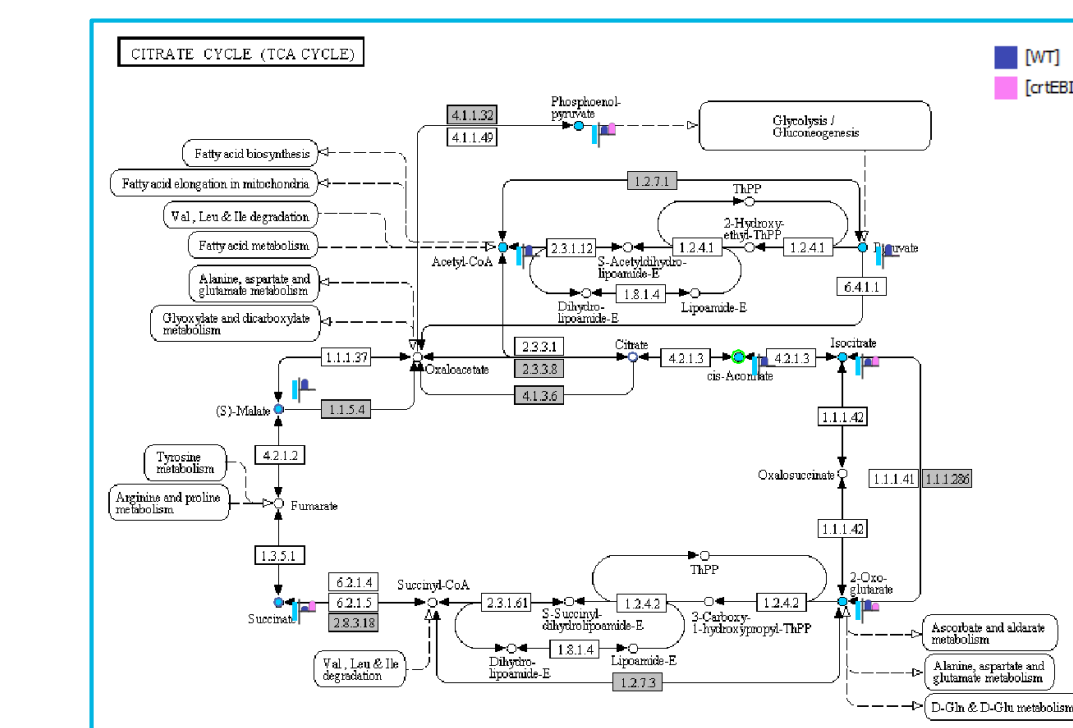 CITRATE CYCLE (TCA CYCLE)
[WT]
[crtEBI
Phosphoenol-
pyruvate
4.1.1.32
4.1.1.49
Glycolysis /
Gluconeogenesis
Fatty acid biosynthesis
Fatty acid elongation in mitochondria
Val, Leu & Ile degradation
Fatty acid metabolism
Alanine, aspartate and
glutamate metabolism
Glyoxylate and dicarboxylate
metabolism
1.2.7.1
ThPP
2-Hydroxy-
ethyl-ThPP
Acetyl-CoA
2.3.1.12
S-Acetyldihydro-
lipoamide-E
1.2.4.1
1.2.4.1
Dihydro-
lipoamide-E
1.8.1.4
Lipoamide-E
6.4.1.1
1.1.1.37
Oxaloacetate
2.3.3.1
2.3.3.8
4.1.3.6
Citrate
4.2.1.3
cis-Aconitate
4.2.1.3
Isocitrate
(S)-Malate
1.1.5.4
1.1.1.42
Oxalosuccinate
1.1.1.41
1.1.1.286
1.1.1.42
4.2.1.2
Tyrosine
metabolism
Arginine and proline
metabolism
Fumarate
1.3.5.1
Succinate
6.2.1.4
6.2.1.5
2.8.3.18
Succinyl-CoA
2.3.1.61
S-Succinyl-
dihydrolipoamide-E
1.2.4.2
ThPP
3-Carboxy-
1-hydroxypropyl-ThPP
1.2.4.2
2-Oxo-
glutarate
Dihydro-
lipoamide-E
1.8.1.4
Lipoamide-E
1.2.7.3
Val, Leu & Ile
degradation
Ascorbate and aldarate
metabolism
Alanine, aspartate and
glutamate metabolism
D-Gln & D-Glu metabolism